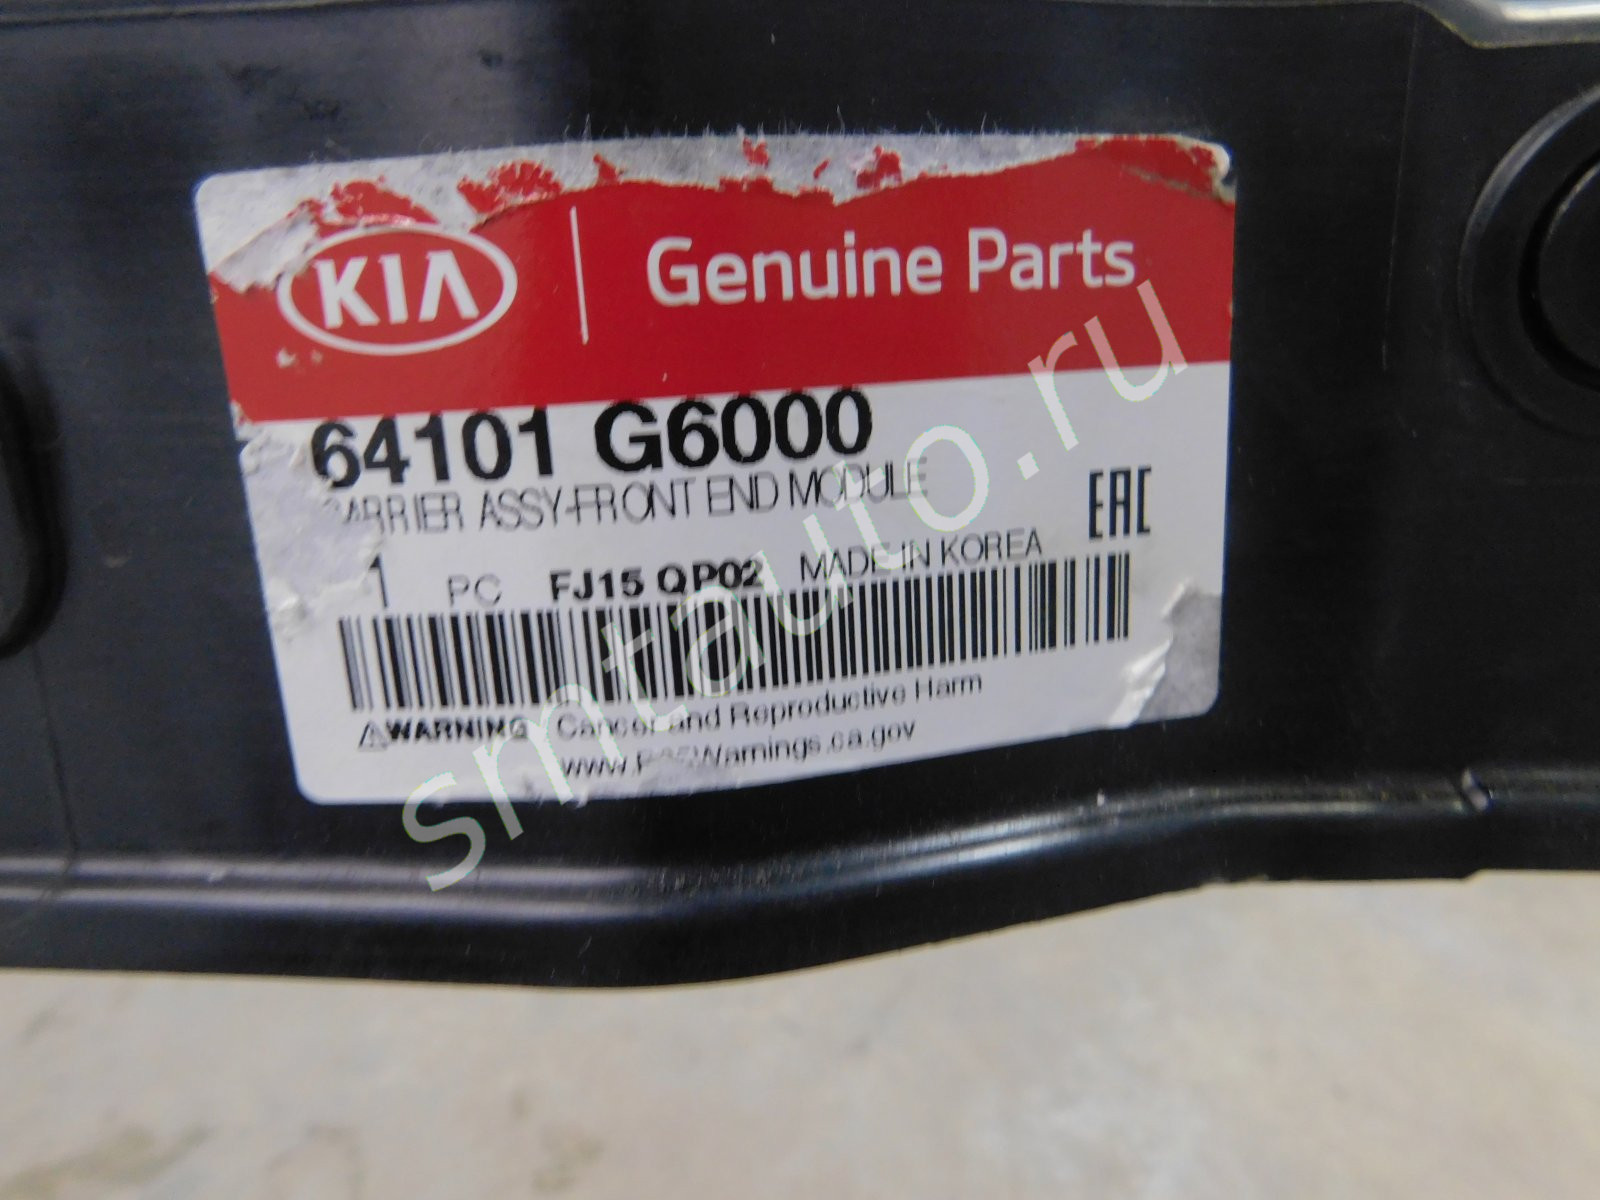 KIA Genuine Parts
64101 G6000
CARRIER ASSY-FRONT END MODULE
EAC
1 PC FJ15 QP02 MADE IN KOREA
WARNING Cancer and Reproductive Harm
www.P65Warnings.ca.gov
smtauto.ru